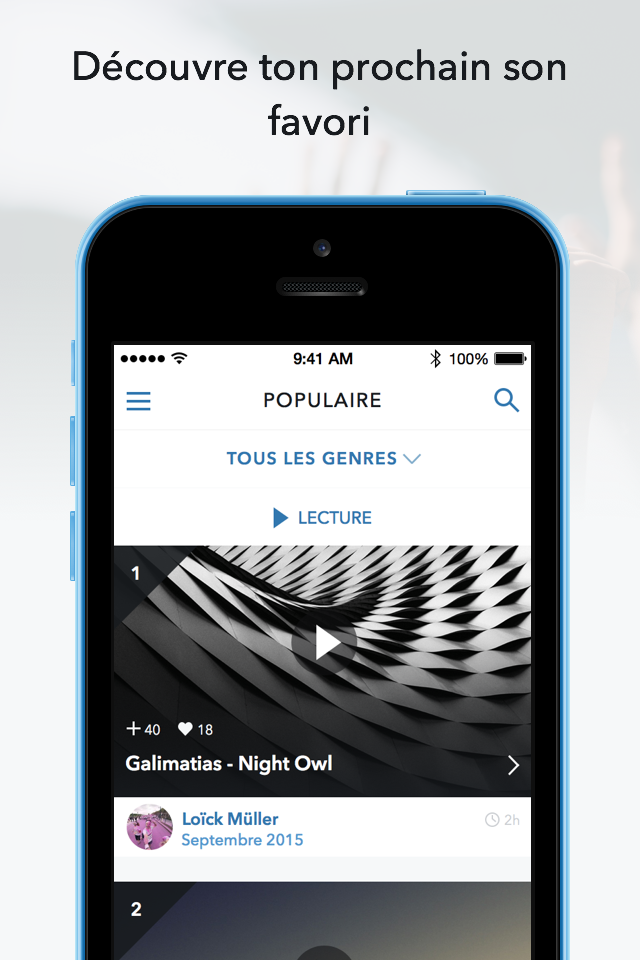 Découvre ton prochain son
favori
9:41 AM 100%
POPULAIRE
TOUS LES GENRES
LECTURE
1
40 18
Galimatias - Night Owl
Loïck Müller 2h
Septembre 2015
2